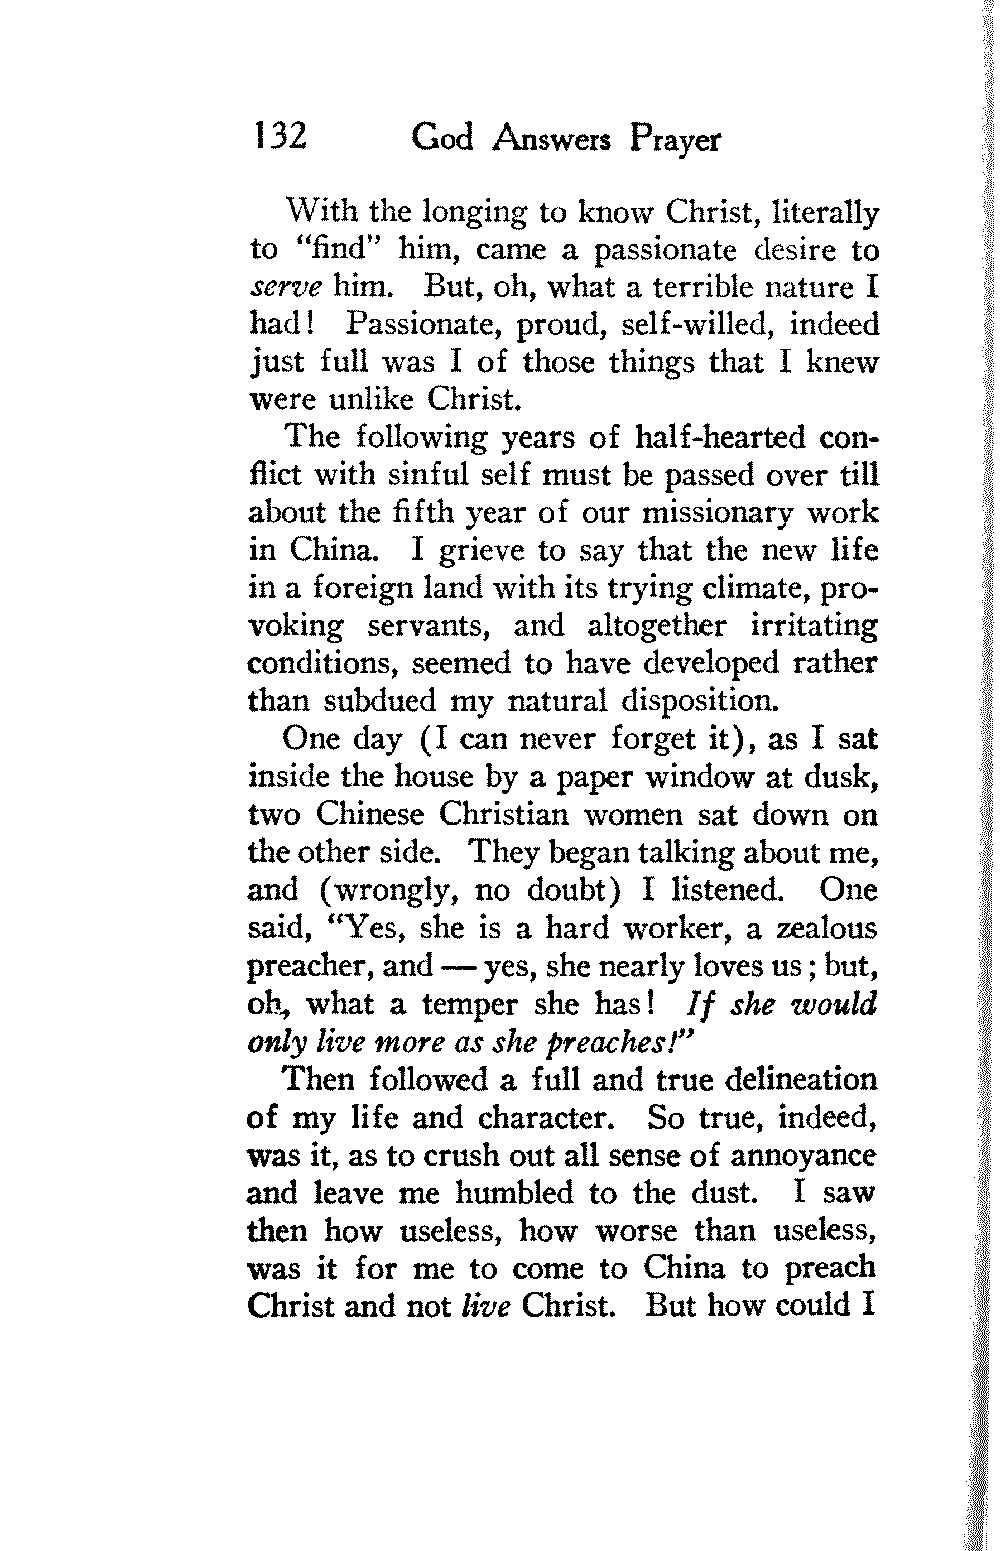 132 God Answers Prayer
With the longing to know Christ, literally
to "find" him, came a passionate desire to
serve him. But, oh, what a terrible nature I
had! Passionate, proud, self-willed, indeed
just full was I of those things that I knew
were unlike Christ.
The following years of half-hearted con-
flict with sinful self must be passed over till
about the fifth year of our missionary work
in China. I grieve to say that the new life
in a foreign land with its trying climate, pro-
voking servants, and altogether irritating
conditions, seemed to have developed rather
than subdued my natural disposition.
One day (I can never forget it), as I sat
inside the house by a paper window at dusk,
two Chinese Christian women sat down on
the other side. They began talking about me,
and (wrongly, no doubt) I listened. One
said, "Yes, she is a hard worker, a zealous
preacher, and — yes, she nearly loves us; but,
oh, what a temper she has! If she would
only live more as she preaches!"
Then followed a full and true delineation
of my life and character. So true, indeed,
was it, as to crush out all sense of annoyance
and leave me humbled to the dust. I saw
then how useless, how worse than useless,
was it for me to come to China to preach
Christ and not live Christ. But how could I